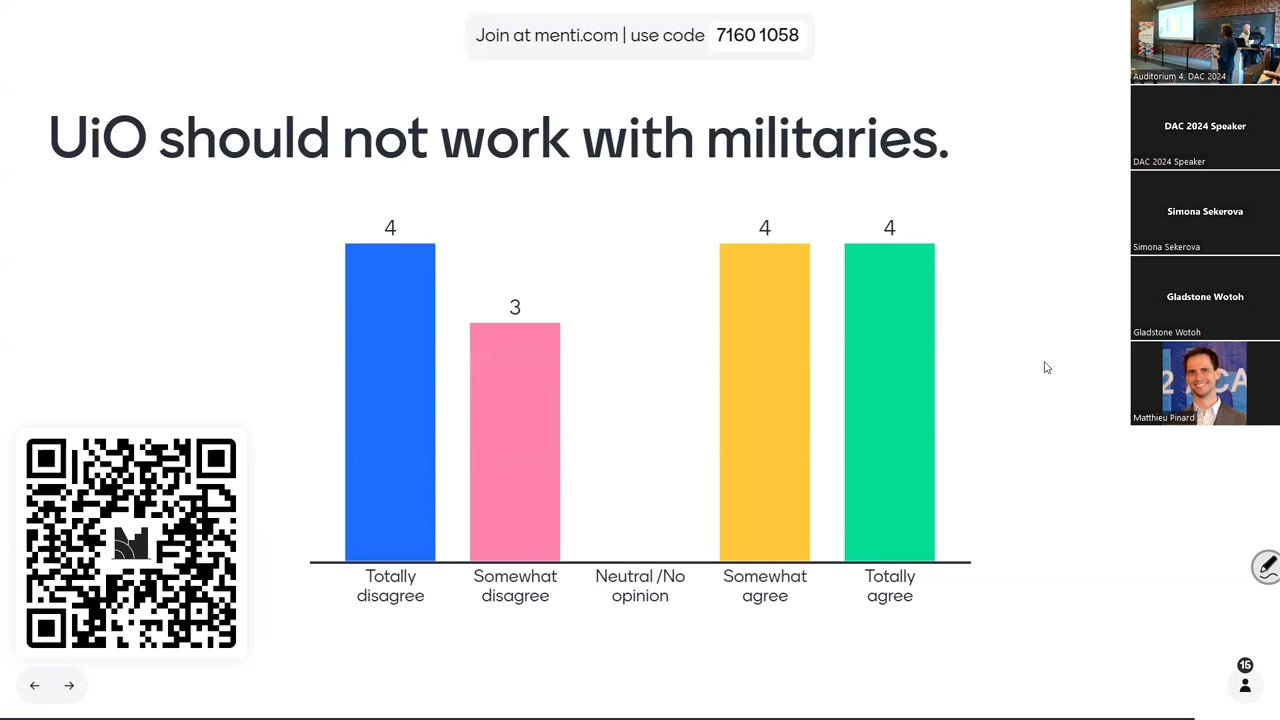 Join at menti.com | use code 7160 1058
UiO should not work with militaries.
4
3
4
4
Totally disagree
Somewhat disagree
Neutral /No opinion
Somewhat agree
Totally agree
15
Auditorium 4, DAC 2024
DAC 2024 Speaker
DAC 2024 Speaker
Simona Sekerova
Simona Sekerova
Gladstone Wotoh
Gladstone Wotoh
2
CA
Matthieu Pinard